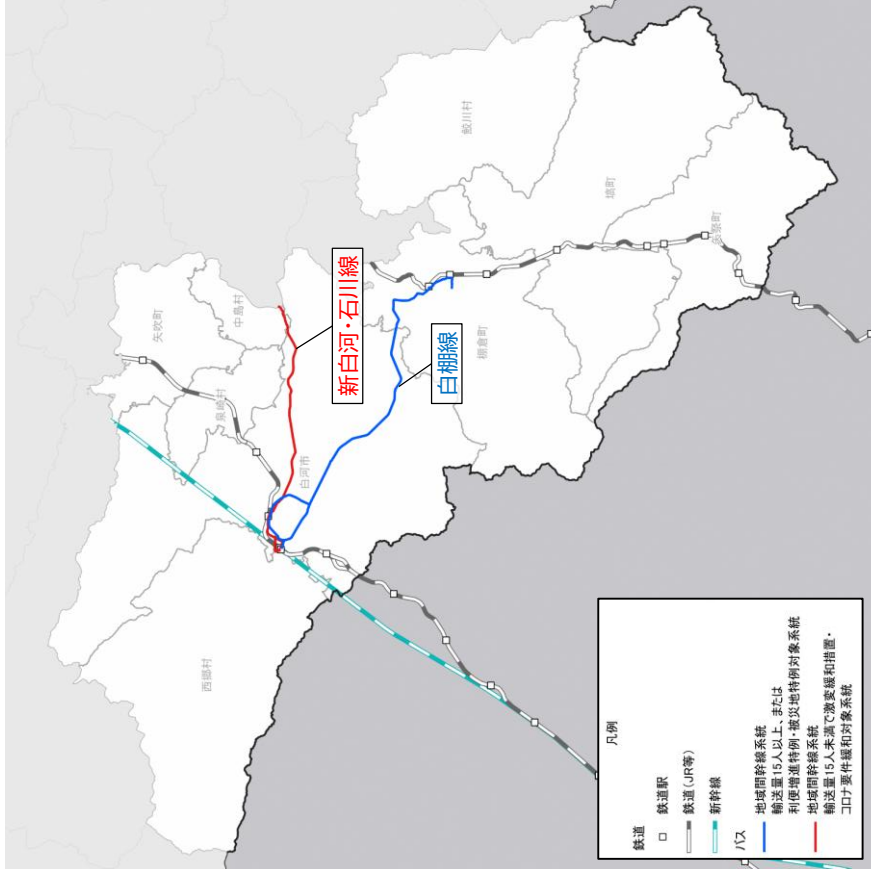 鮫川村
塙町
矢祭町
棚倉町
矢吹町
中島村
泉崎村
白河市
西郷村
新白河・石川線
白棚線
凡例
鉄道
鉄道駅
鉄道(JR等)
新幹線
バス
地域間幹線系統
輸送量15人以上、または
利便増進特例・被災地特例対象系統
地域間幹線系統
輸送量15人未満で激変緩和措置・
コロナ要件緩和対象系統